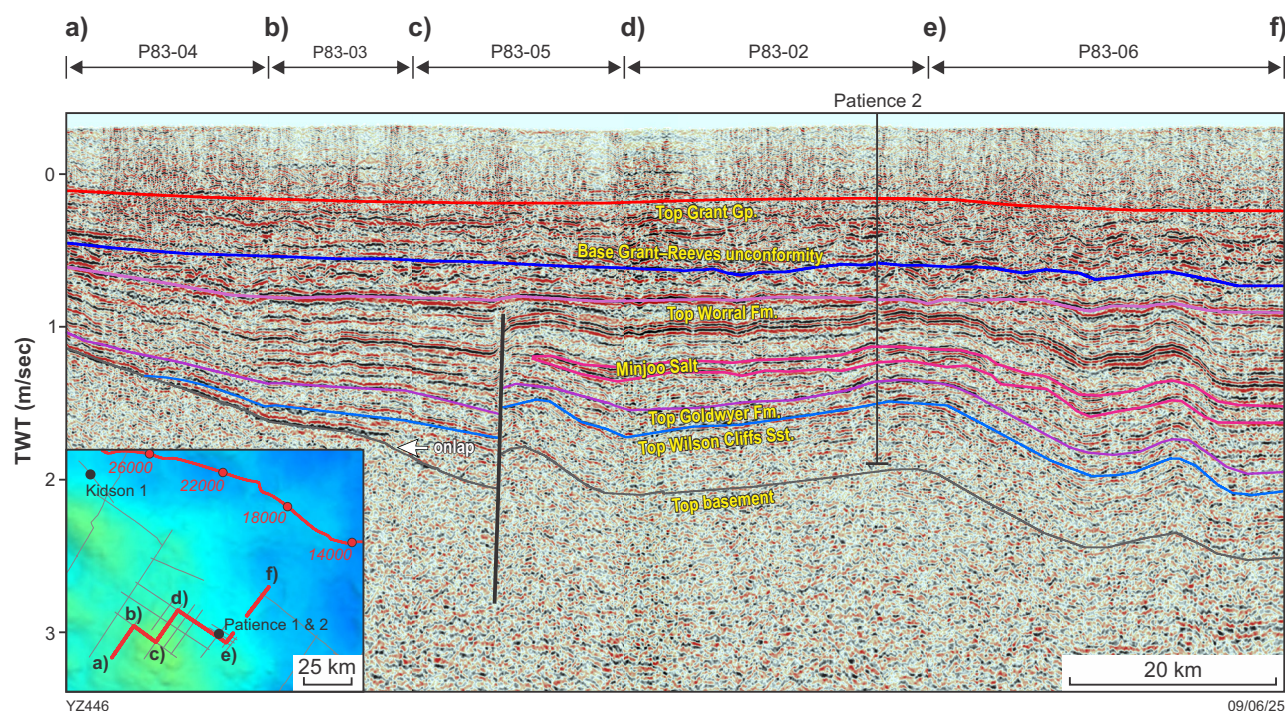 a) b) c) d) e) f)
P83-04 P83-03 P83-05 P83-02 P83-06
Patience 2
0
Top Grant Gp.
Base Grant–Reeves unconformity
Top Worral Fm.
1
Minjoo Salt
Top Goldwyer Fm.
Top Wilson Cliffs Sst.
onlap
TWT (m/sec)
2
Top basement
3
26000
Kidson 1
22000
18000
14000
f)
d)
b)
Patience 1 & 2
c)
e)
a)
25 km
20 km
YZ446
09/06/25